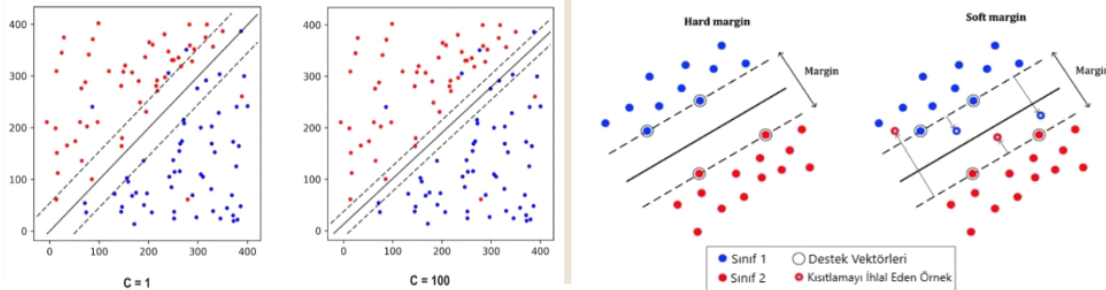 400
300
200
100
0
0 100 200 300 400
C = 1
400
300
200
100
0
0 100 200 300 400
C = 100
Hard margin
Margin
Soft margin
Margin
Sınıf 1
Destek Vektörleri
Sınıf 2
Kısıtlamayı İhlal Eden Örnek